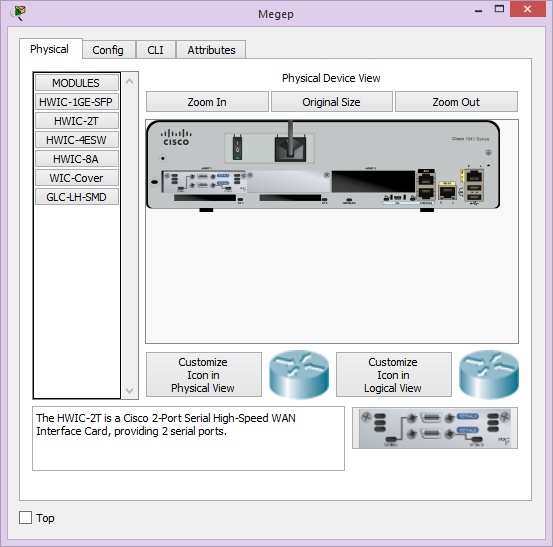 Megep
Physical
Config
CLI
Attributes
MODULES
HWIC-1GE-SFP
HWIC-2T
HWIC-4ESW
HWIC-8A
WIC-Cover
GLC-LH-SMD
Physical Device View
Zoom In
Original Size
Zoom Out
CISCO
Cisco 1941 Series
Customize
Icon in
Physical View
Customize
Icon in
Logical View
The HWIC-2T is a Cisco 2-Port Serial High-Speed WAN
Interface Card, providing 2 serial ports.
Top